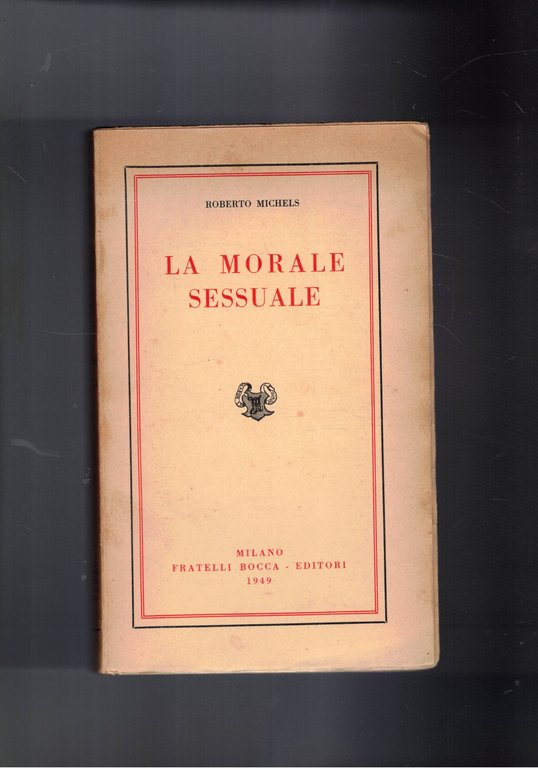 ROBERTO MICHELS
LA MORALE
SESSUALE
MILANO
FRATELLI BOCCA - EDITORI
1949